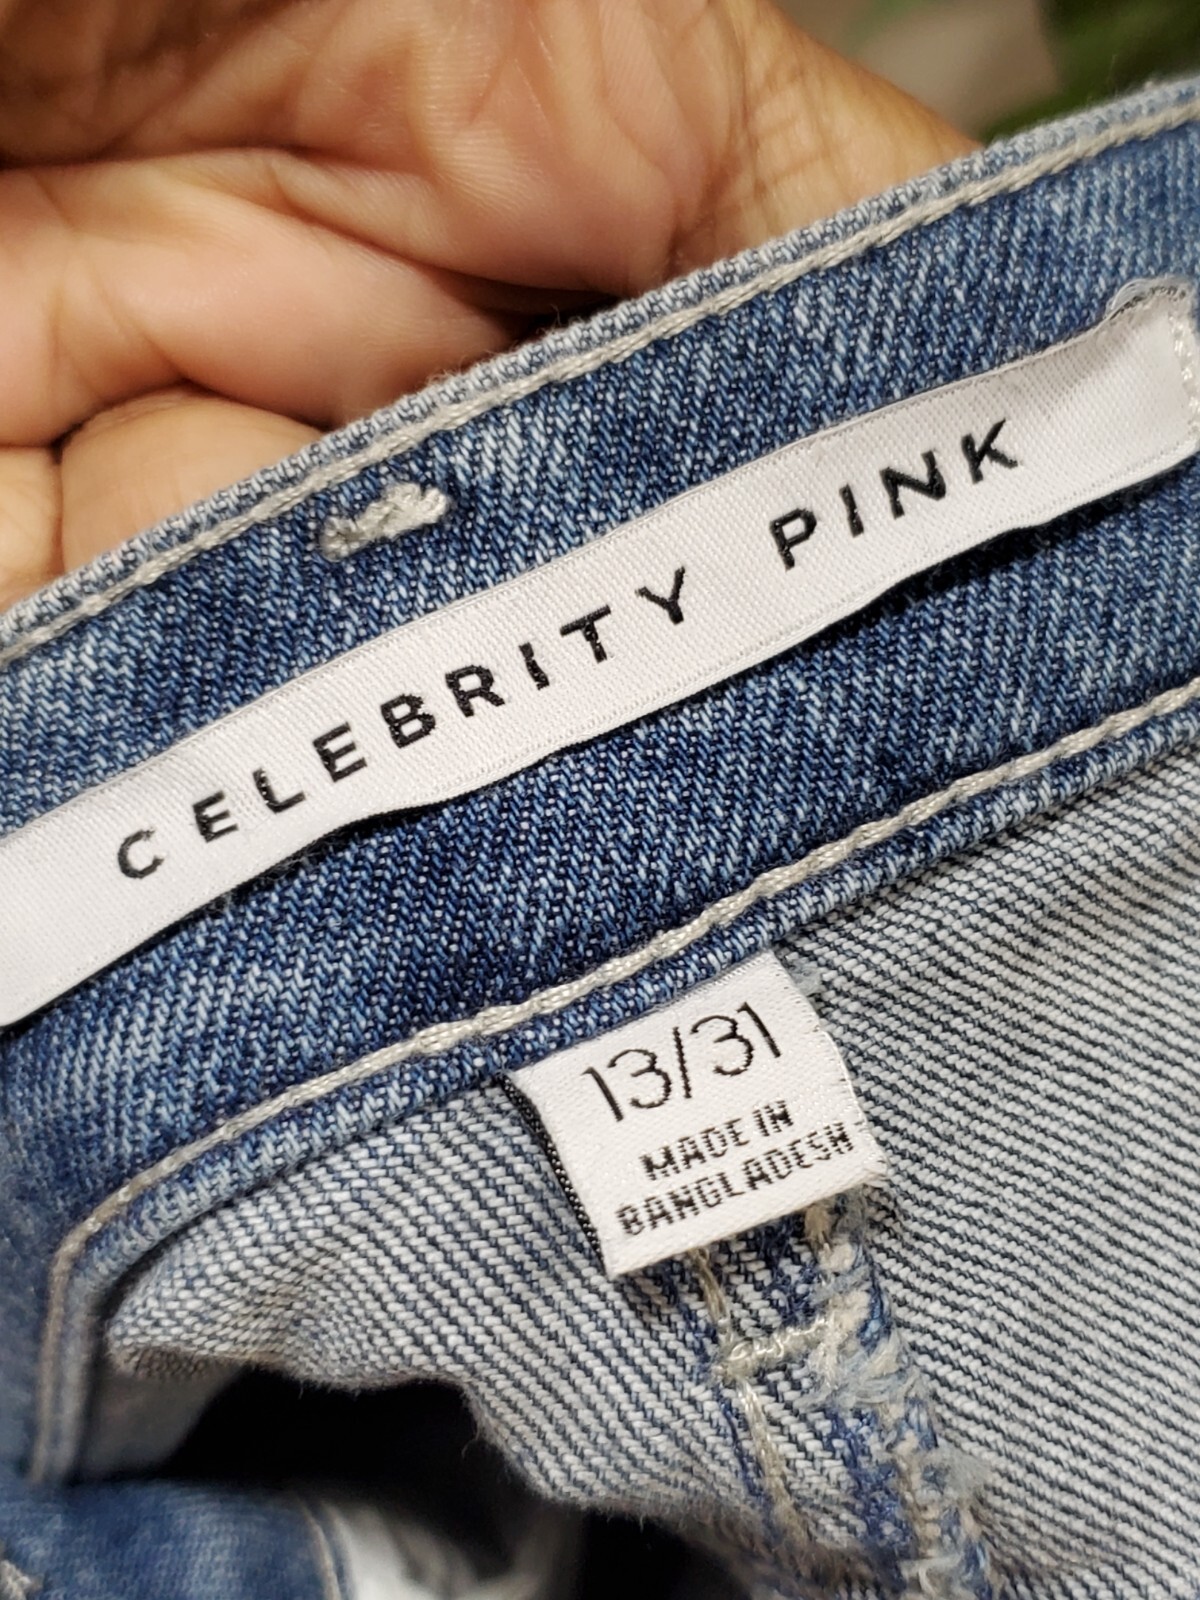 CELEBRITY PINK
13/31
MADE IN
BANGLADESH